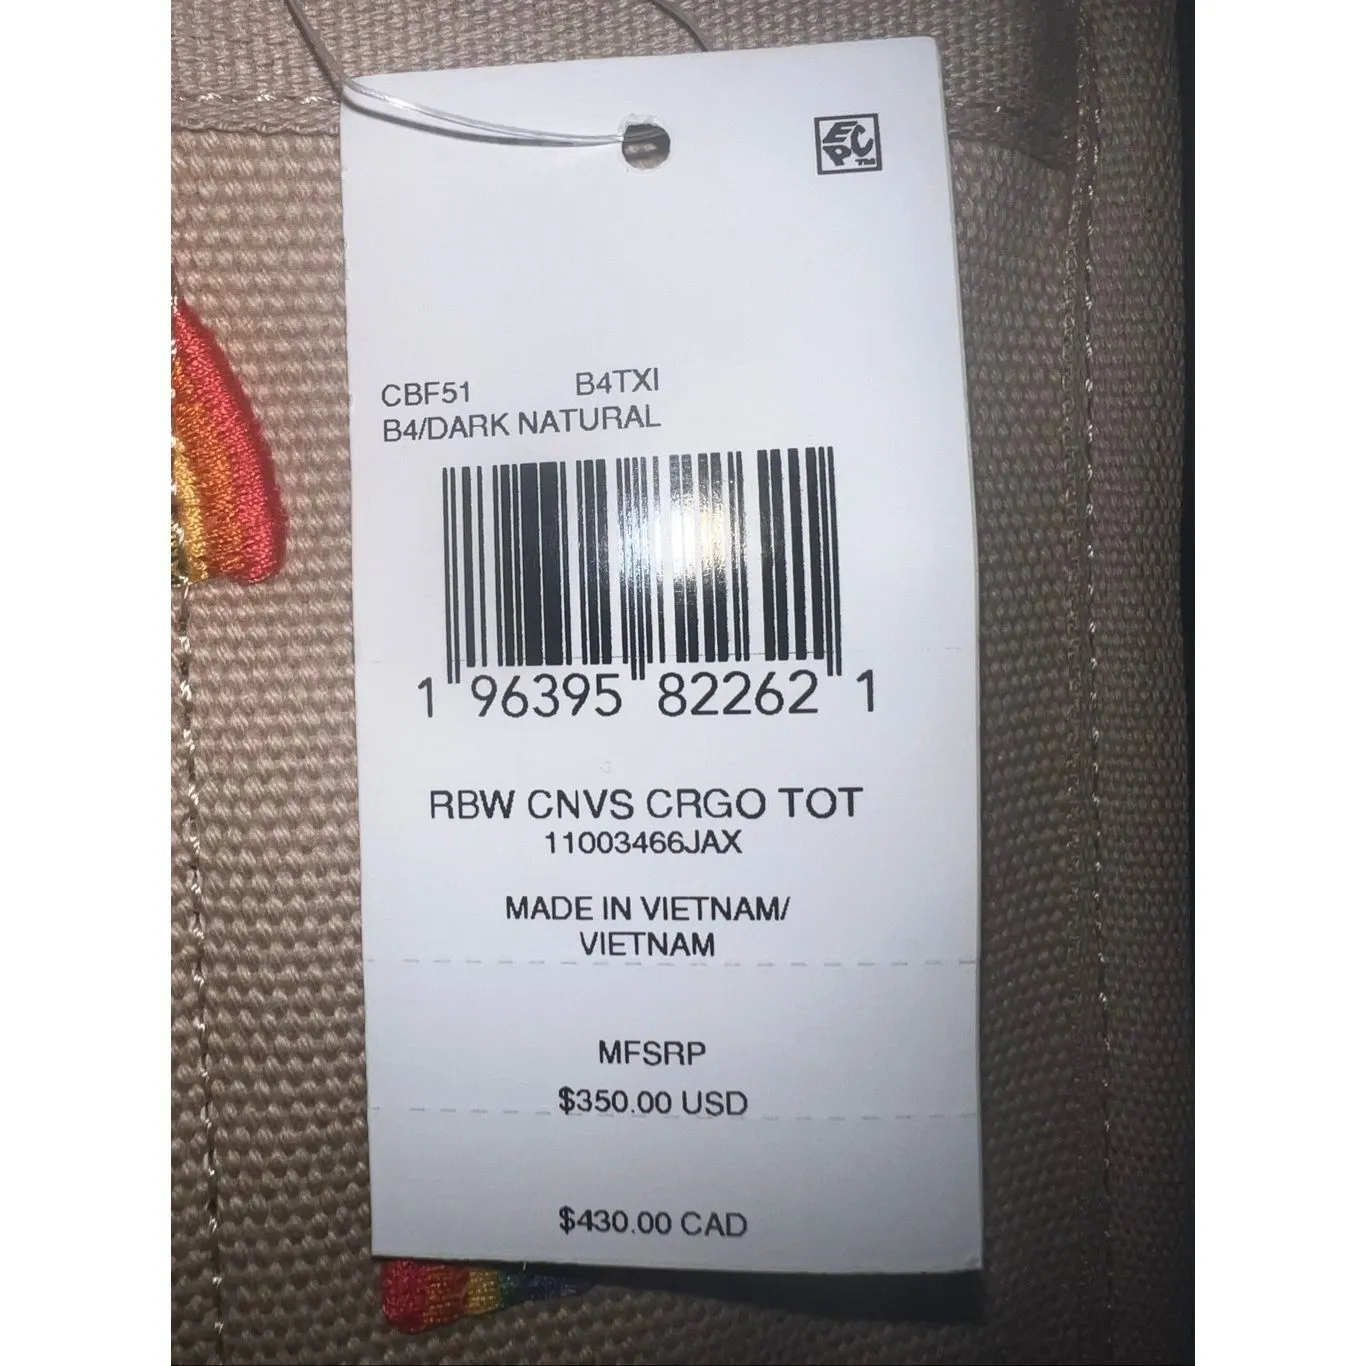 EPC™
CBF51 B4TXI
B4/DARK NATURAL
1 96395 82262 1
RBW CNVS CRGO TOT
11003466JAX
MADE IN VIETNAM/
VIETNAM
MFSRP
$350.00 USD
$430.00 CAD